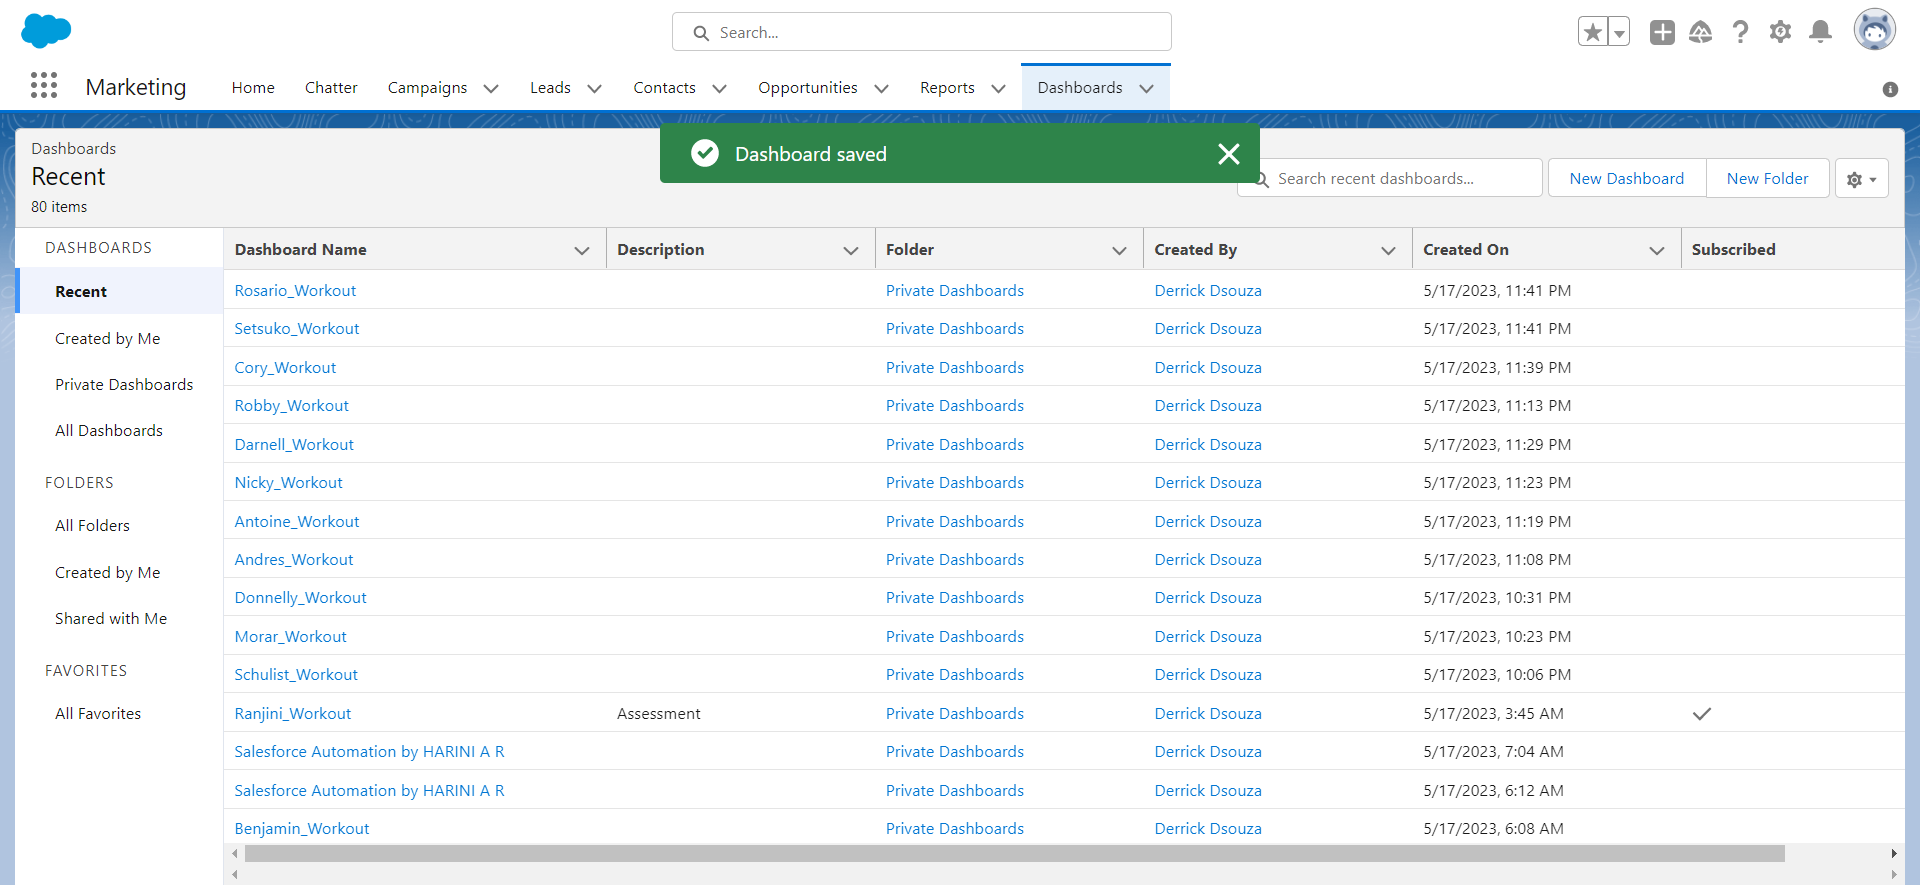 Search...
Marketing
Home
Chatter
Campaigns
Leads
Contacts
Opportunities
Reports
Dashboards
Dashboard saved
Dashboards
Recent
80 items
Search recent dashboards...
New Dashboard
New Folder
DASHBOARDS
Recent
Created by Me
Private Dashboards
All Dashboards
FOLDERS
All Folders
Created by Me
Shared with Me
FAVORITES
All Favorites
Dashboard Name Description Folder Created By Created On Subscribed
Rosario_Workout Private Dashboards Derrick Dsouza 5/17/2023, 11:41 PM
Setsuko_Workout Private Dashboards Derrick Dsouza 5/17/2023, 11:41 PM
Cory_Workout Private Dashboards Derrick Dsouza 5/17/2023, 11:39 PM
Robby_Workout Private Dashboards Derrick Dsouza 5/17/2023, 11:13 PM
Darnell_Workout Private Dashboards Derrick Dsouza 5/17/2023, 11:29 PM
Nicky_Workout Private Dashboards Derrick Dsouza 5/17/2023, 11:23 PM
Antoine_Workout Private Dashboards Derrick Dsouza 5/17/2023, 11:19 PM
Andres_Workout Private Dashboards Derrick Dsouza 5/17/2023, 11:08 PM
Donnelly_Workout Private Dashboards Derrick Dsouza 5/17/2023, 10:31 PM
Morar_Workout Private Dashboards Derrick Dsouza 5/17/2023, 10:23 PM
Schulist_Workout Private Dashboards Derrick Dsouza 5/17/2023, 10:06 PM
Ranjini_Workout Assessment Private Dashboards Derrick Dsouza 5/17/2023, 3:45 AM
Salesforce Automation by HARINI A R Private Dashboards Derrick Dsouza 5/17/2023, 7:04 AM
Salesforce Automation by HARINI A R Private Dashboards Derrick Dsouza 5/17/2023, 6:12 AM
Benjamin_Workout Private Dashboards Derrick Dsouza 5/17/2023, 6:08 AM